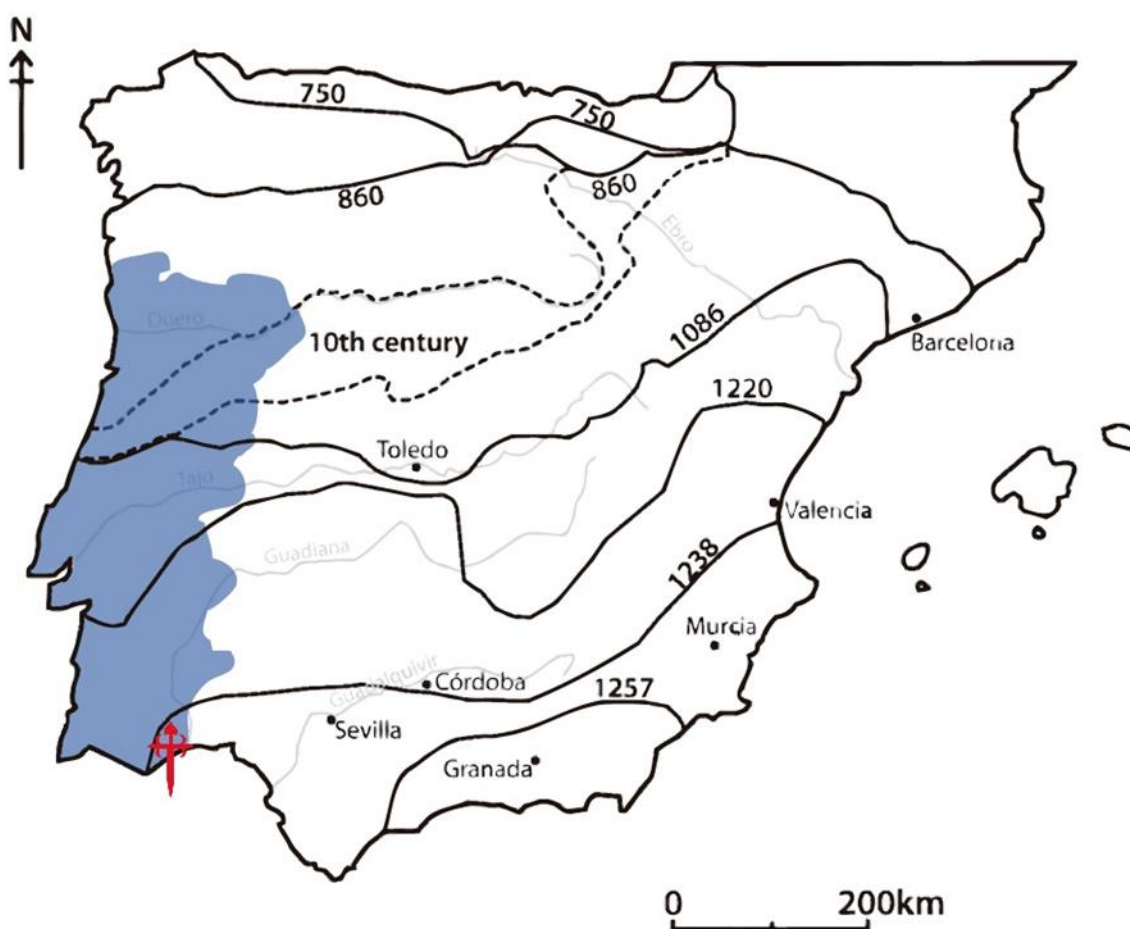 N
750
750
860
860
Ebro
Duero
10th century
1086
Barcelona
1220
Toledo
Tajo
Valencia
Guadiana
1238
Murcia
Guadalquivir
Córdoba
1257
Sevilla
Granada
0 200km